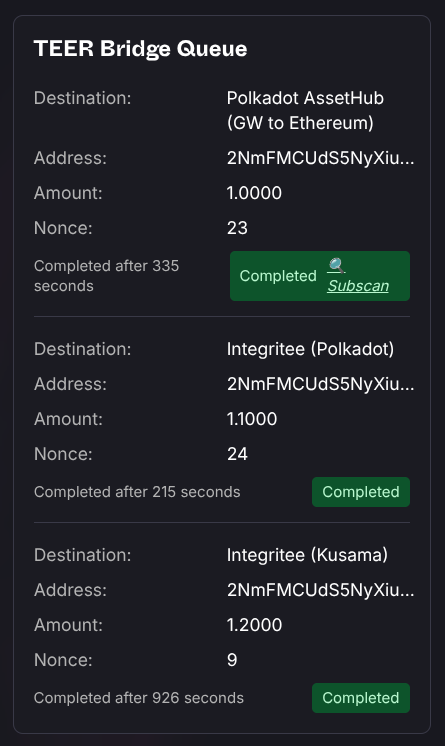 TEER Bridge Queue
Destination: Polkadot AssetHub
(GW to Ethereum)
Address: 2NmFMCUdS5NyXiu...
Amount: 1.0000
Nonce: 23
Completed after 335
seconds
Completed 🔍
Subscan
Destination: Integritee (Polkadot)
Address: 2NmFMCUdS5NyXiu...
Amount: 1.1000
Nonce: 24
Completed after 215 seconds Completed
Destination: Integritee (Kusama)
Address: 2NmFMCUdS5NyXiu...
Amount: 1.2000
Nonce: 9
Completed after 926 seconds Completed